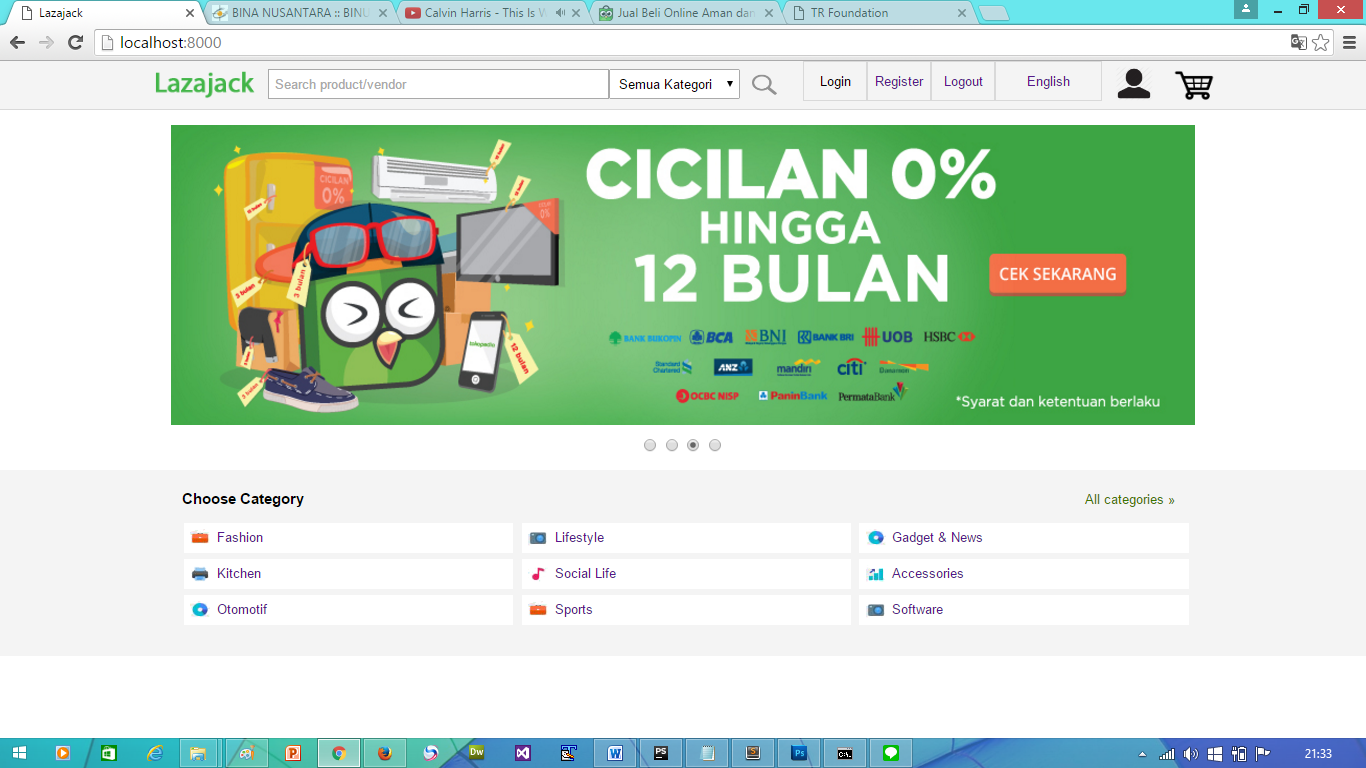 Lazajack
BINA NUSANTARA :: BINU
Calvin Harris - This Is W
Jual Beli Online Aman dan
TR Foundation
localhost:8000
Lazajack
Search product/vendor
Semua Kategori
Login
Register
Logout
English
CICILAN 0%
HINGGA
12 BULAN
CEK SEKARANG
CICILAN
0%
3 bulan
3 bulan
12 bulan
3 bulan
tokopedia
BANK BUKOPIN
BCA
BNI
BANK BRI
UOB
HSBC
Standard
Chartered
ANZ
mandiri
citi
Danamon
OCBC NISP
PaninBank
PermataBank
*Syarat dan ketentuan berlaku
Choose Category
All categories »
Fashion
Lifestyle
Gadget & News
Kitchen
Social Life
Accessories
Otomotif
Sports
Software
21:33